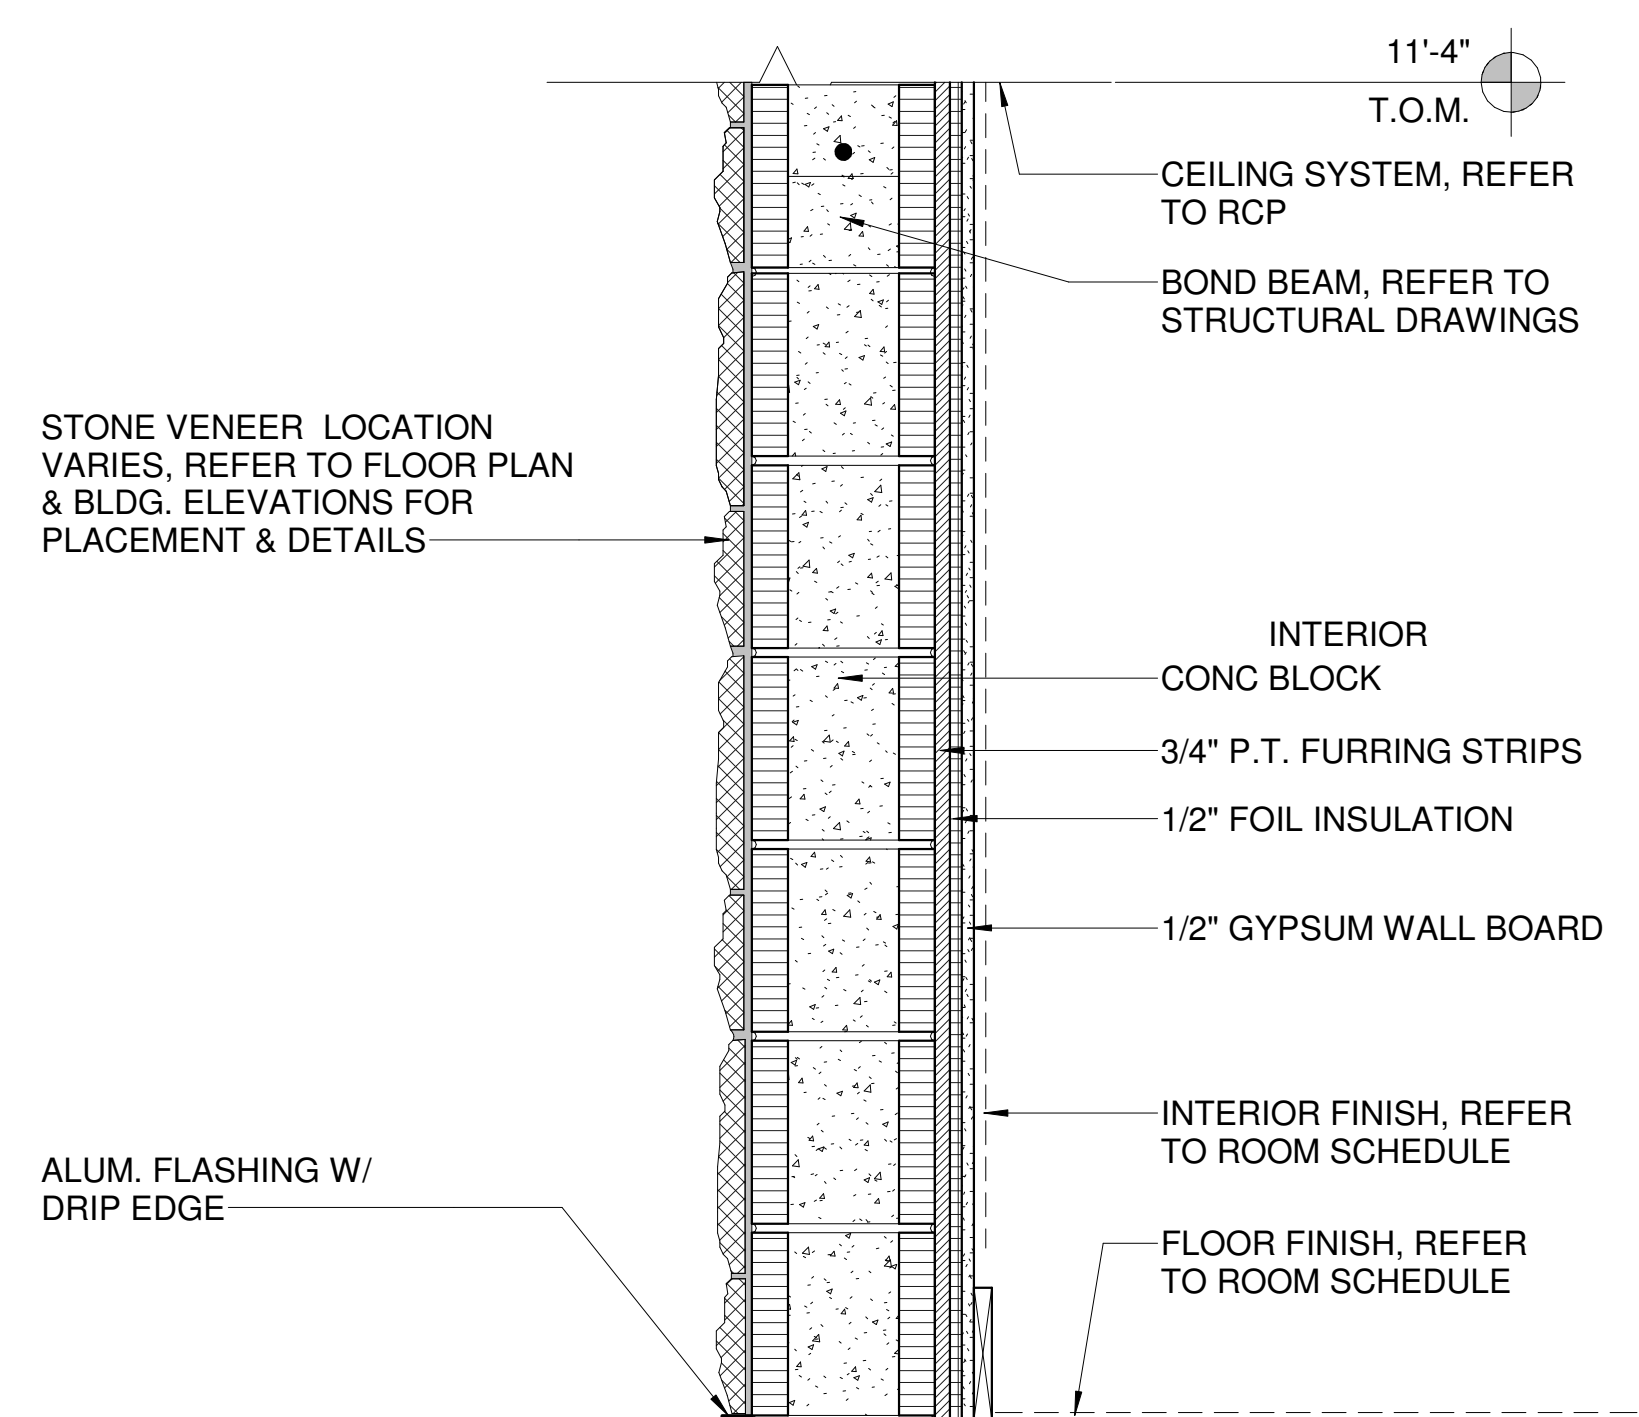 11'-4"
T.O.M.
CEILING SYSTEM, REFER
TO RCP
BOND BEAM, REFER TO
STRUCTURAL DRAWINGS
STONE VENEER  LOCATION
VARIES, REFER TO FLOOR PLAN
& BLDG. ELEVATIONS FOR
PLACEMENT & DETAILS
INTERIOR
CONC BLOCK
3/4" P.T. FURRING STRIPS
1/2" FOIL INSULATION
1/2" GYPSUM WALL BOARD
INTERIOR FINISH, REFER
TO ROOM SCHEDULE
ALUM. FLASHING W/
DRIP EDGE
FLOOR FINISH, REFER
TO ROOM SCHEDULE